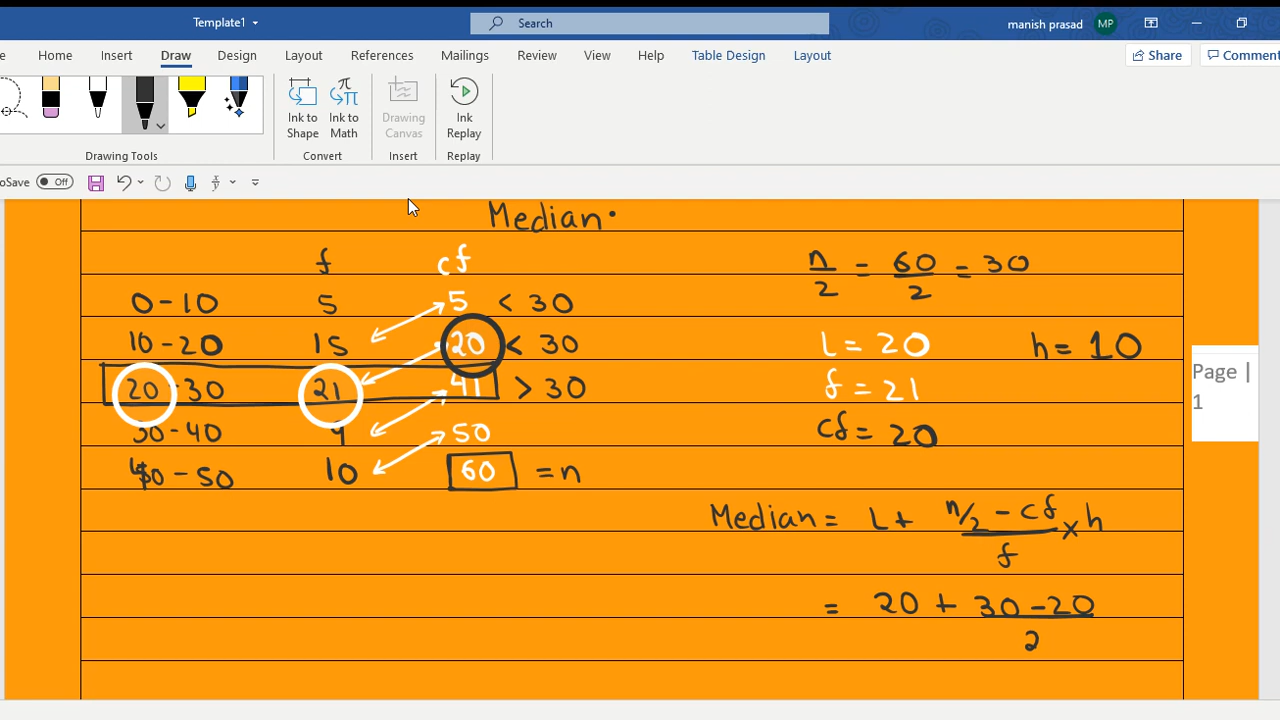 Template1
Search
manish prasad MP
Home Insert Draw Design Layout References Mailings Review View Help Table Design Layout
Share
Comment
Ink to Shape
Ink to Math
Drawing Canvas
Ink Replay
Drawing Tools Convert Insert Replay
oSave Off
Median
f cf
0-10 5 5 < 30
10-20 15 20 < 30
20-30 21 41 > 30
30-40 9 50
40-50 10 60 = n
n/2 = 60/2 = 30
l = 20 h = 10
f = 21
cf = 20
Median = L + n/2 - cf / f × h
= 20 + 30-20 / 2
Page | 1